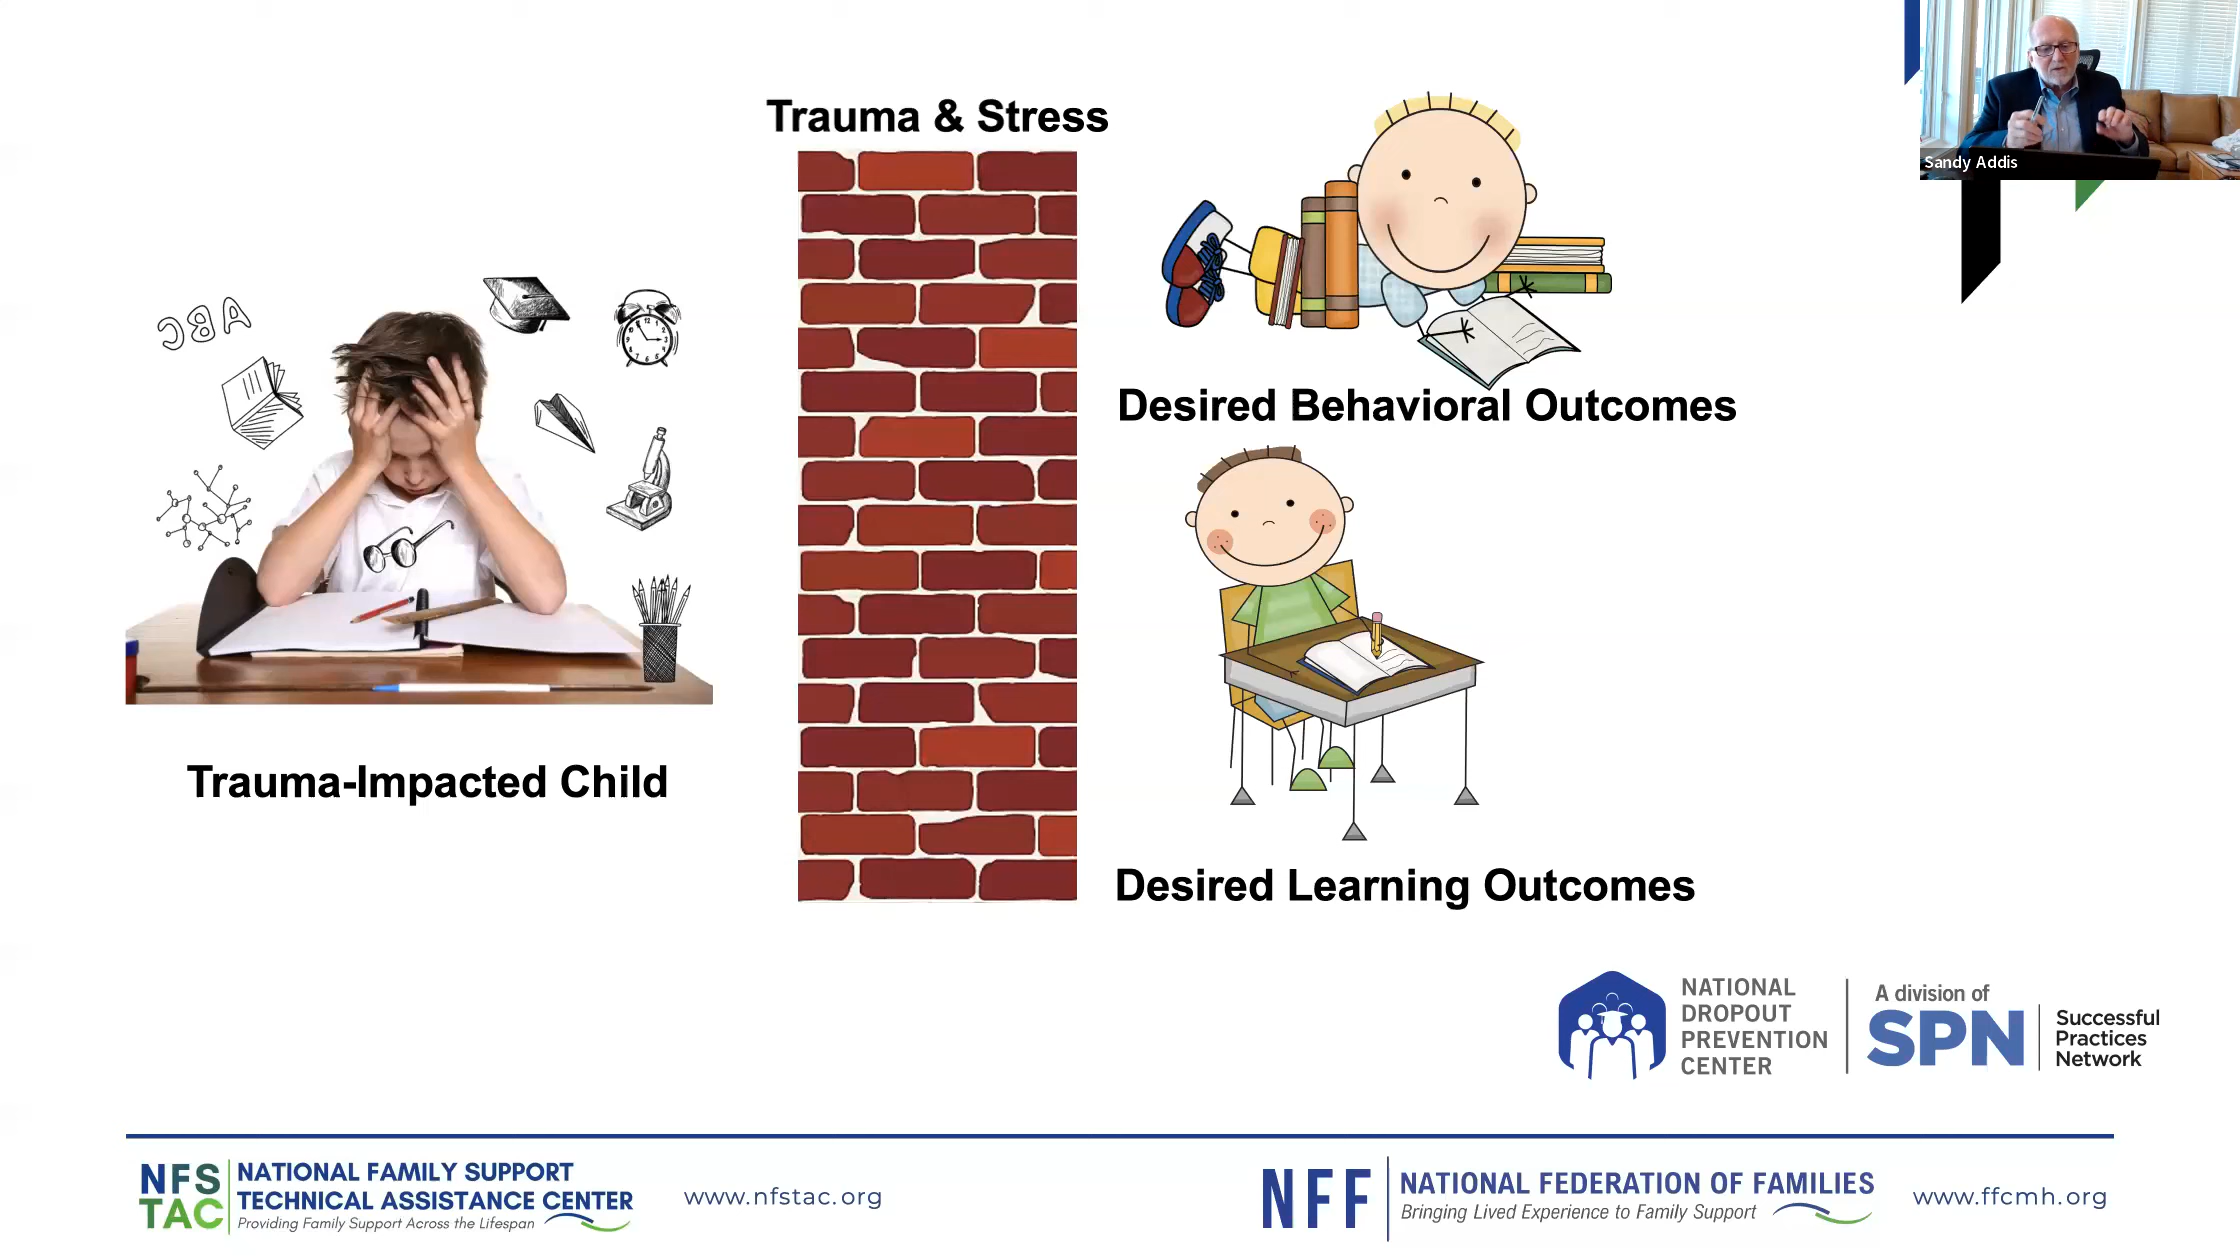 Trauma & Stress
Sandy Addis
ABC
Desired Behavioral Outcomes
Trauma-Impacted Child
Desired Learning Outcomes
NATIONAL
DROPOUT
PREVENTION
CENTER
A division of
SPN
Successful
Practices
Network
NFS
TAC
NATIONAL FAMILY SUPPORT
TECHNICAL ASSISTANCE CENTER
Providing Family Support Across the Lifespan
www.nfstac.org
NFF
NATIONAL FEDERATION OF FAMILIES
Bringing Lived Experience to Family Support
www.ffcmh.org